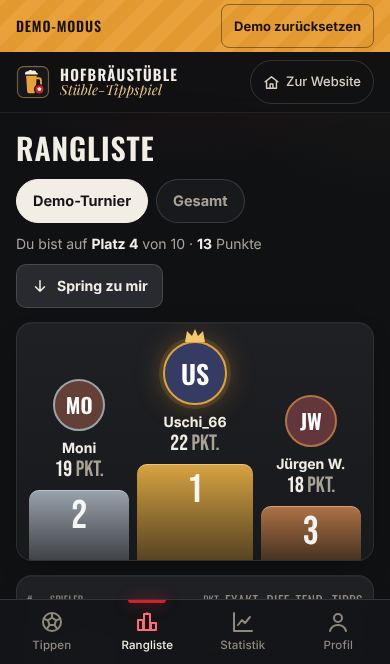 DEMO-MODUS
Demo zurücksetzen
HOFBRÄUSTÜBLE
Stüble-Tippspiel
Zur Website
RANGLISTE
Demo-Turnier
Gesamt
Du bist auf Platz 4 von 10 · 13 Punkte
Spring zu mir
US
Uschi_66
22 PKT.
MO
Moni
19 PKT.
JW
Jürgen W.
18 PKT.
2
1
3
# SPIELER PKT. EXAKT DIFF. TEND. TIPPS
Tippen
Rangliste
Statistik
Profil